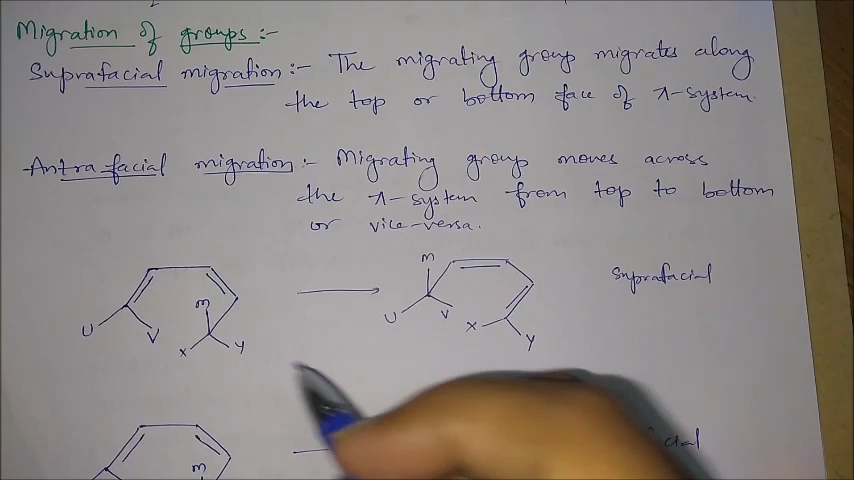 Migration of groups:-
Suprafacial migration:- The migrating group migrates along
the top or bottom face of π-system.
Antrafacial migration:- Migrating group moves across
the π-system from top to bottom
or vice-versa.
M
M
Suprafacial
U V X Y
U V X Y
M
cial